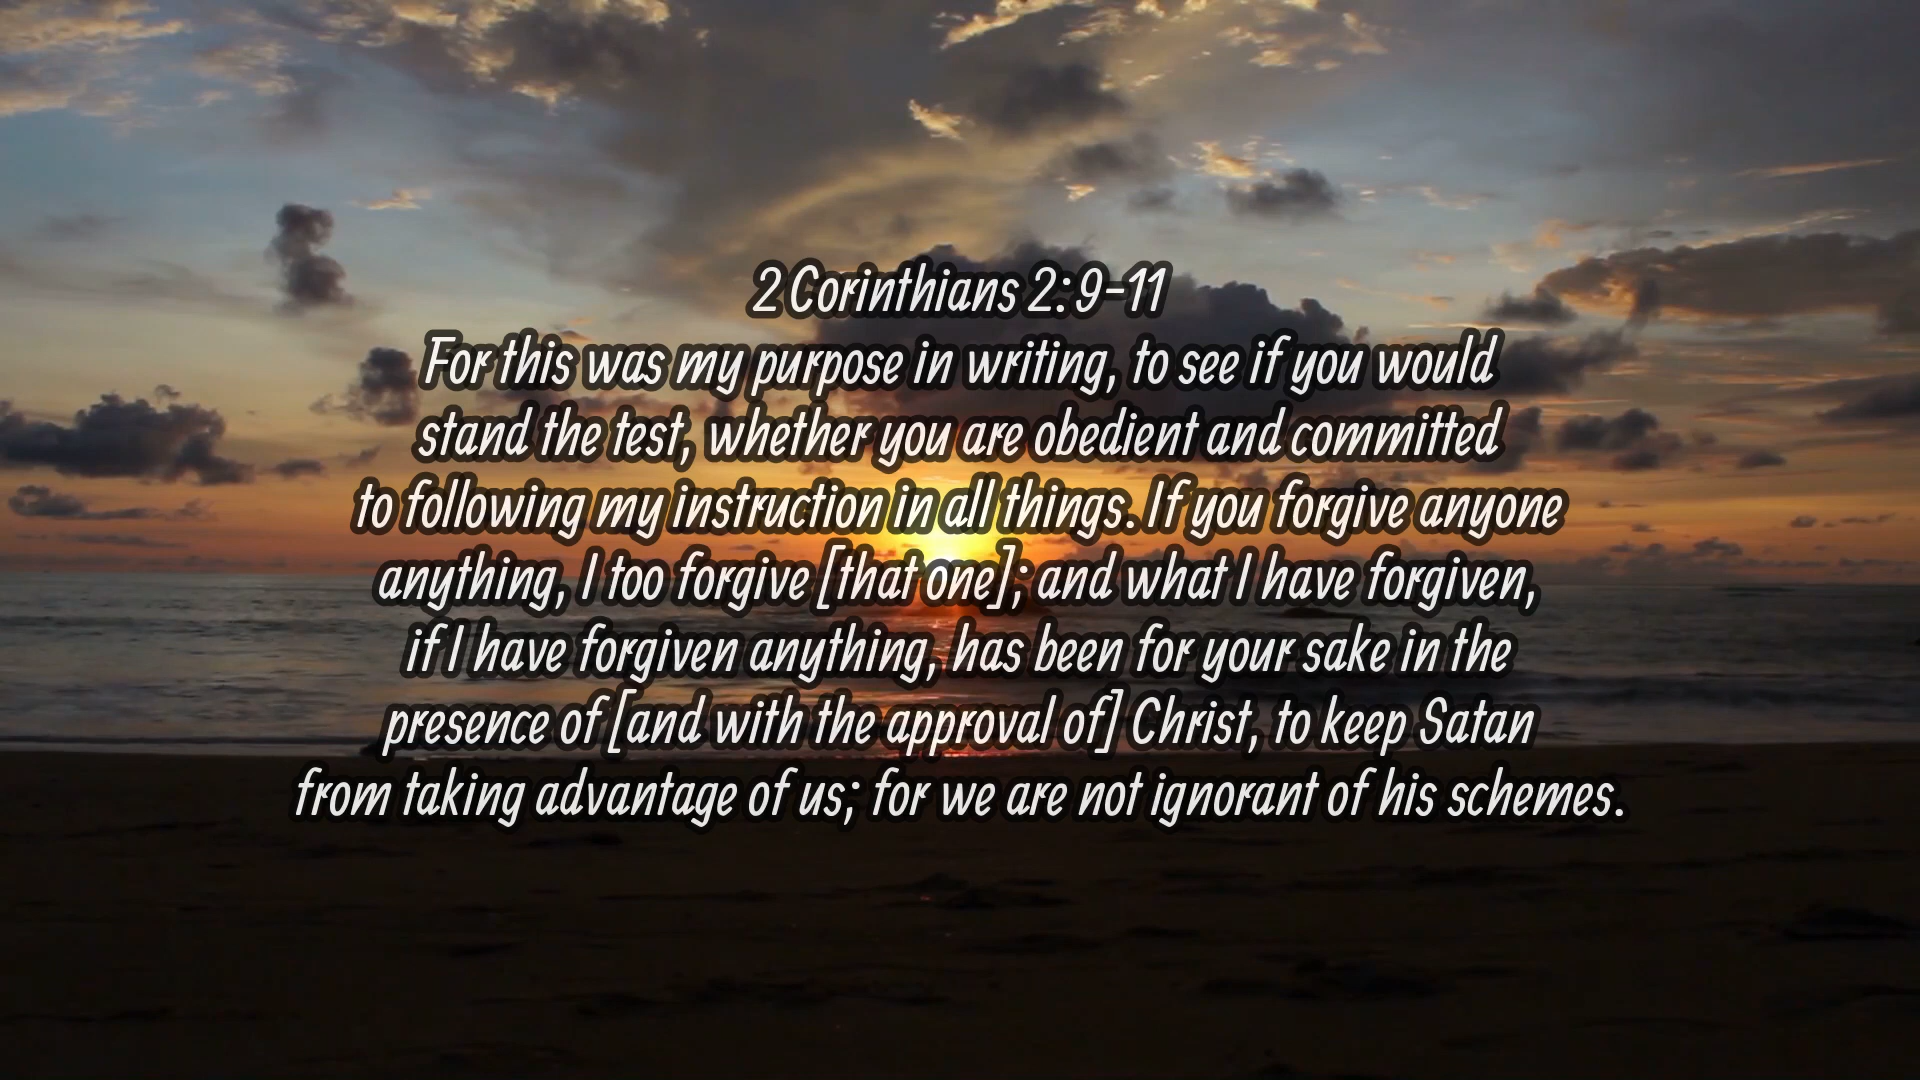 2 Corinthians 2:9-11
For this was my purpose in writing, to see if you would
stand the test, whether you are obedient and committed
to following my instruction in all things. If you forgive anyone
anything, I too forgive [that one]; and what I have forgiven,
if I have forgiven anything, has been for your sake in the
presence of [and with the approval of] Christ, to keep Satan
from taking advantage of us; for we are not ignorant of his schemes.